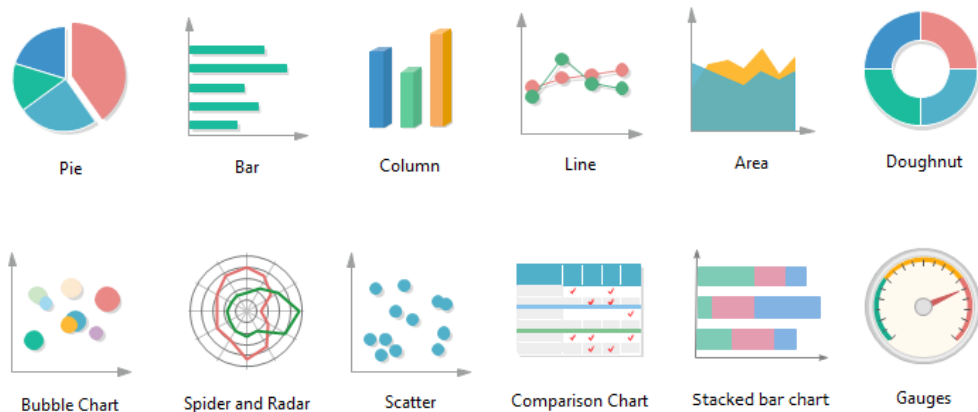 Pie
Bar
Column
Line
Area
Doughnut
Bubble Chart
Spider and Radar
Scatter
Comparison Chart
Stacked bar chart
Gauges